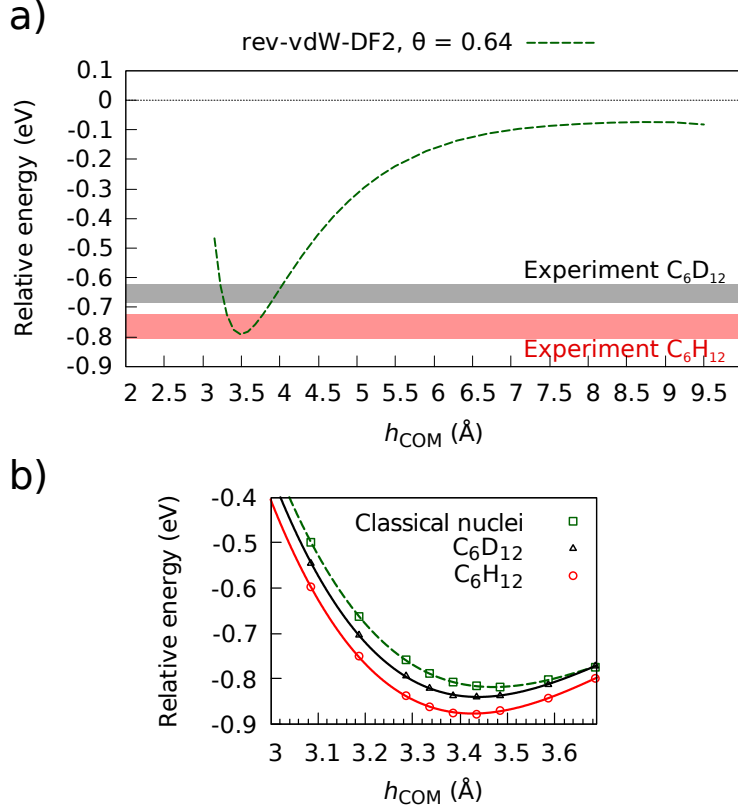 a)
rev-vdW-DF2, θ = 0.64
0.1
0
-0.1
-0.2
-0.3
-0.4
-0.5
-0.6
-0.7
-0.8
-0.9
Relative energy (eV)
Experiment C₆D₁₂
Experiment C₆H₁₂
2 2.5 3 3.5 4 4.5 5 5.5 6 6.5 7 7.5 8 8.5 9 9.5
hCOM (Å)
b)
-0.4
-0.5
-0.6
-0.7
-0.8
-0.9
Relative energy (eV)
Classical nuclei
C₆D₁₂
C₆H₁₂
3 3.1 3.2 3.3 3.4 3.5 3.6
hCOM (Å)